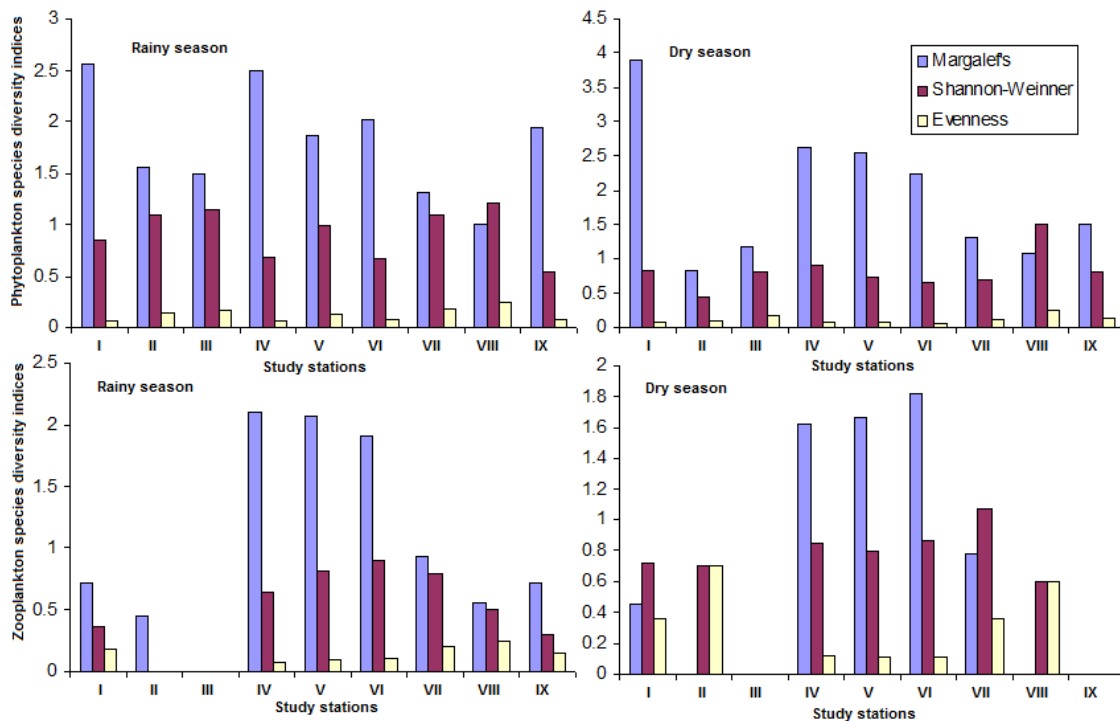 Phytoplankton species diversity indices
3
2.5
2
1.5
1
0.5
0
Rainy season
I II III IV V VI VII VIII IX
Study stations
4.5
4
3.5
3
2.5
2
1.5
1
0.5
0
Dry season
Margalef's
Shannon-Weinner
Evenness
I II III IV V VI VII VIII IX
Study stations
Zooplankton species diversity indices
2.5
2
1.5
1
0.5
0
Rainy season
I II III IV V VI VII VIII IX
Study stations
2
1.8
1.6
1.4
1.2
1
0.8
0.6
0.4
0.2
0
Dry season
I II III IV V VI VII VIII IX
Study stations